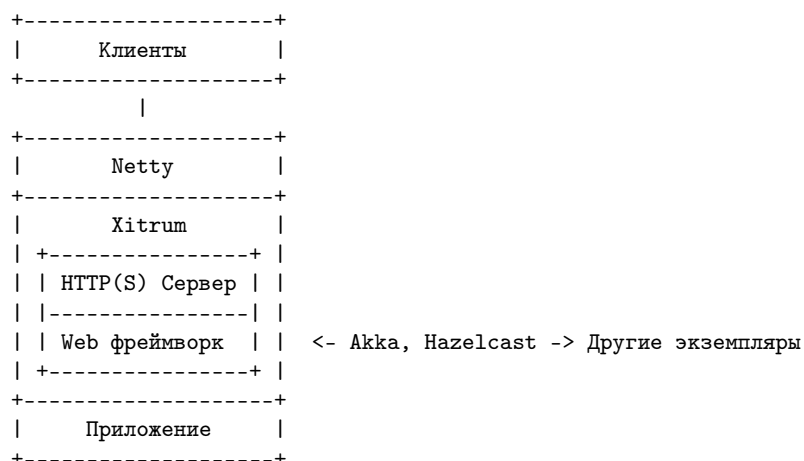 +--------------------+
|      Клиенты       |
+--------------------+
          |
+--------------------+
|       Netty        |
+--------------------+
|       Xitrum       |
| +----------------+ |
| | HTTP(S) Сервер | |
| |----------------| |
| | Web фреймворк  | |  <- Akka, Hazelcast -> Другие экземпляры
| +----------------+ |
+--------------------+
|     Приложение     |
+--------------------+